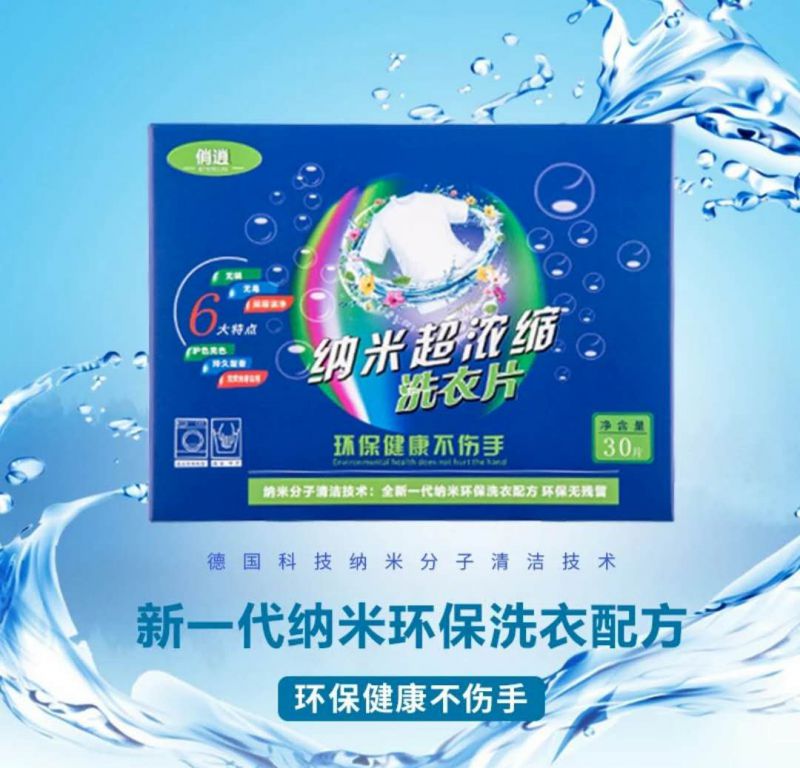 俏逍
无磷
无毒
6大特点
护色亮色
持久留香
纳米超浓缩
洗衣片
环保健康不伤手
Environmental health does not hurt the hand
净含量
30片
纳米分子清洁技术：全新一代纳米环保洗衣配方 环保无残留
德国科技纳米分子清洁技术
新一代纳米环保洗衣配方
环保健康不伤手